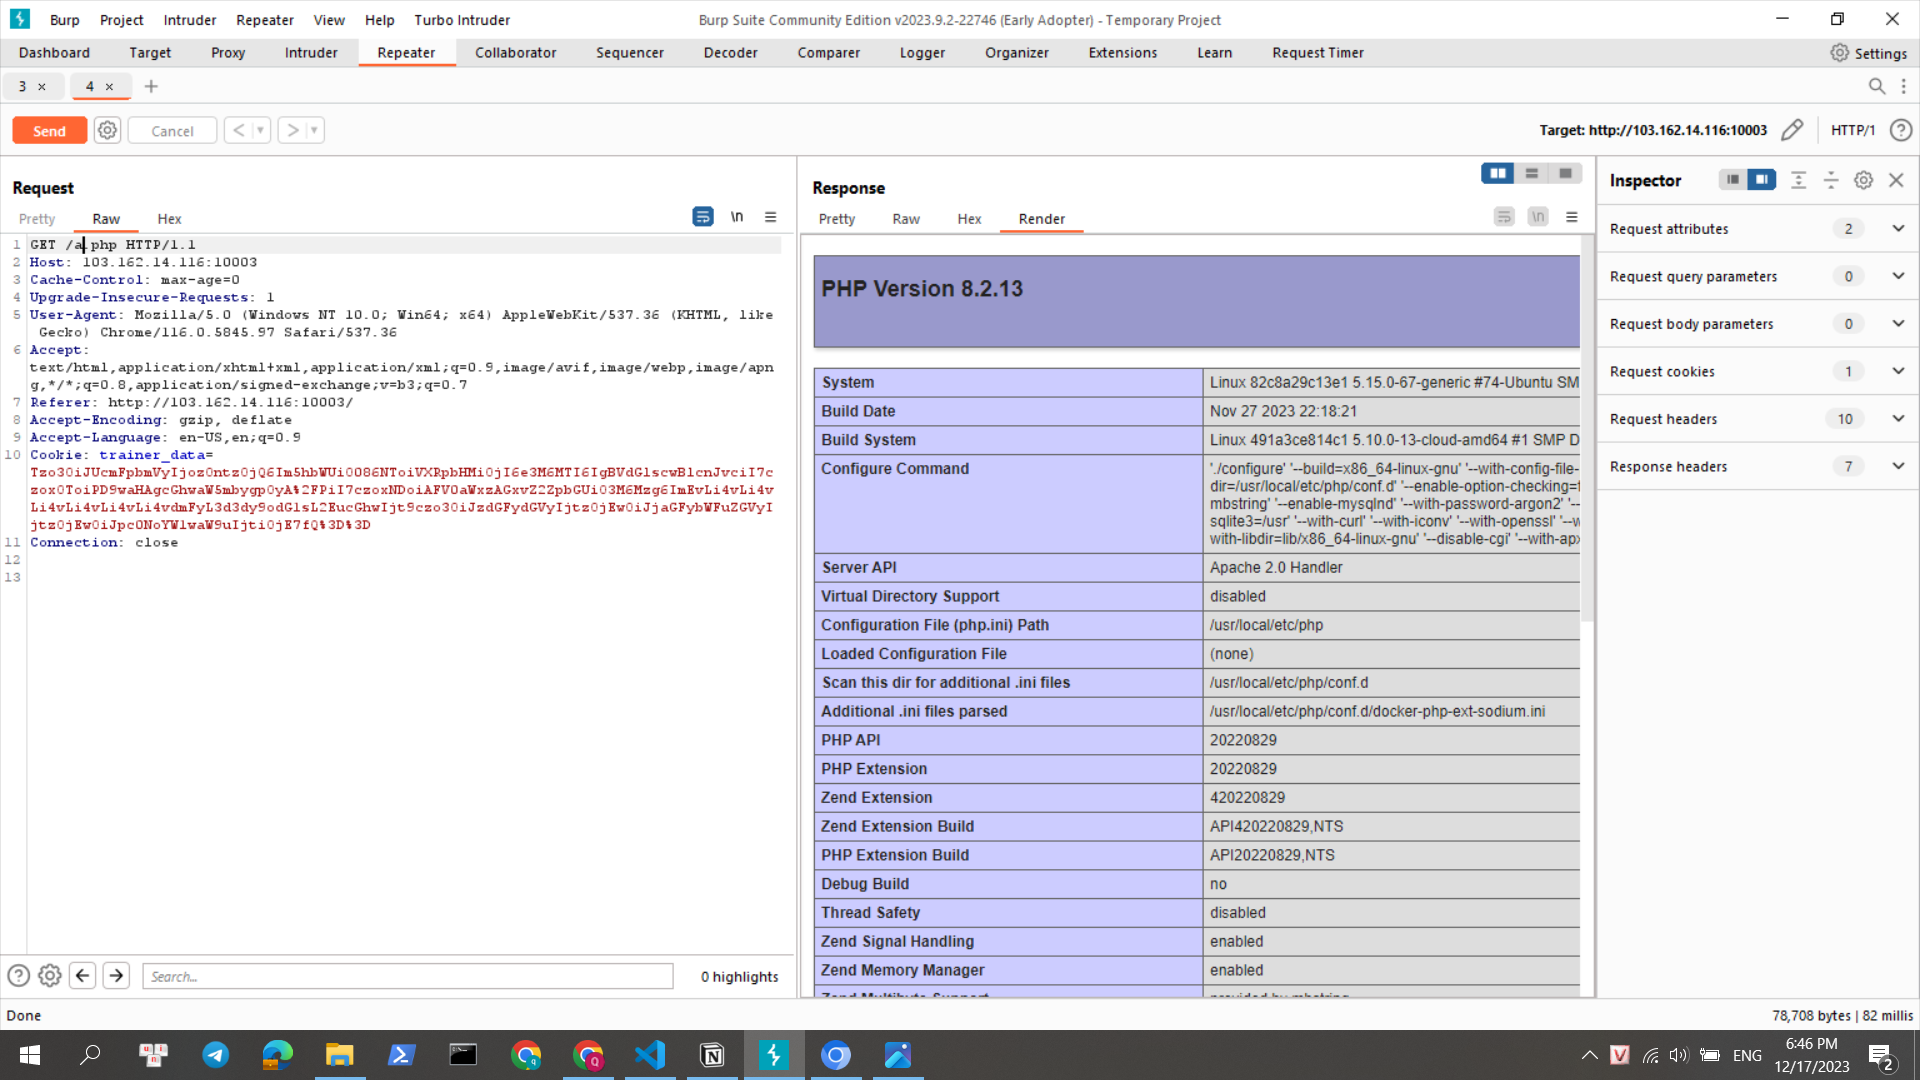 Burp Project Intruder Repeater View Help Turbo Intruder
Burp Suite Community Edition v2023.9.2-22746 (Early Adopter) - Temporary Project
Dashboard Target Proxy Intruder Repeater Collaborator Sequencer Decoder Comparer Logger Organizer Extensions Learn Request Timer Settings
3 × 4 × +
Send Cancel < >
Target: http://103.162.14.116:10003 HTTP/1
Request
Pretty Raw Hex \n
1 GET /a.php HTTP/1.1
2 Host: 103.162.14.116:10003
3 Cache-Control: max-age=0
4 Upgrade-Insecure-Requests: 1
5 User-Agent: Mozilla/5.0 (Windows NT 10.0; Win64; x64) AppleWebKit/537.36 (KHTML, like
Gecko) Chrome/116.0.5845.97 Safari/537.36
6 Accept:
text/html,application/xhtml+xml,application/xml;q=0.9,image/avif,image/webp,image/apn
g,*/*;q=0.8,application/signed-exchange;v=b3;q=0.7
7 Referer: http://103.162.14.116:10003/
8 Accept-Encoding: gzip, deflate
9 Accept-Language: en-US,en;q=0.9
10 Cookie: trainer_data=
11 Connection: close
12
13
Search...
0 highlights
Response
Pretty Raw Hex Render \n
PHP Version 8.2.13
System Linux 82c8a29c13e1 5.15.0-67-generic #74-Ubuntu SM
Build Date Nov 27 2023 22:18:21
Build System Linux 491a3ce814c1 5.10.0-13-cloud-amd64 #1 SMP D
Configure Command './configure' '--build=x86_64-linux-gnu' '--with-config-file-
dir=/usr/local/etc/php/conf.d' '--enable-option-checking=f
mbstring' '--enable-mysqlnd' '--with-password-argon2' '--
sqlite3=/usr' '--with-curl' '--with-iconv' '--with-openssl' '--w
with-libdir=lib/x86_64-linux-gnu' '--disable-cgi' '--with-apx
Server API Apache 2.0 Handler
Virtual Directory Support disabled
Configuration File (php.ini) Path /usr/local/etc/php
Loaded Configuration File (none)
Scan this dir for additional .ini files /usr/local/etc/php/conf.d
Additional .ini files parsed /usr/local/etc/php/conf.d/docker-php-ext-sodium.ini
PHP API 20220829
PHP Extension 20220829
Zend Extension 420220829
Zend Extension Build API420220829,NTS
PHP Extension Build API20220829,NTS
Debug Build no
Thread Safety disabled
Zend Signal Handling enabled
Zend Memory Manager enabled
Zend Multibyte Support provided by mbstring
Inspector
Request attributes 2
Request query parameters 0
Request body parameters 0
Request cookies 1
Request headers 10
Response headers 7
Done
78,708 bytes | 82 millis
ENG
6:46 PM
12/17/2023
2